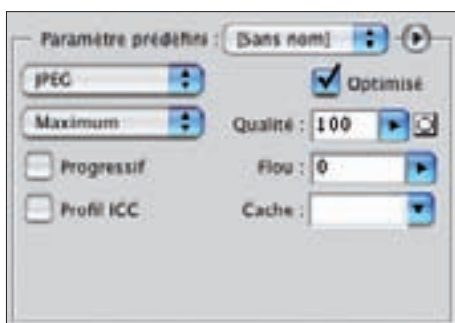 Paramètre prédéfini : [Sans nom]
JPEG
Optimisé
Maximum
Qualité : 100
Progressif
Flou : 0
Profil ICC
Cache :